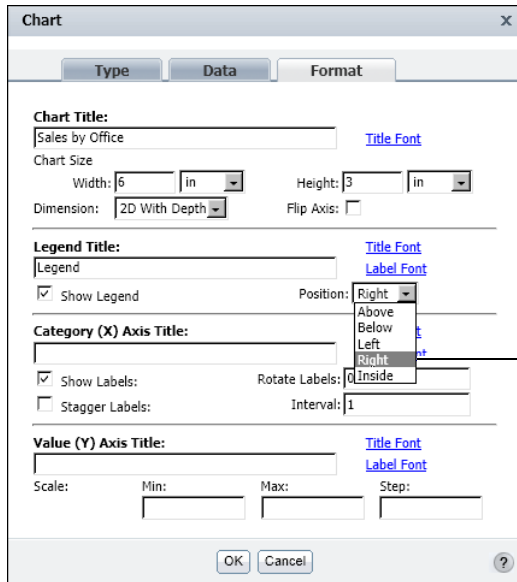 Chart x
Type Data Format
Chart Title:
Sales by Office Title Font
Chart Size
Width: 6 in Height: 3 in
Dimension: 2D With Depth Flip Axis:
Legend Title: Title Font
Legend Label Font
Show Legend Position: Right
Above
Below
Left
Right
Inside
Category (X) Axis Title:
Show Labels: Rotate Labels: 0
Stagger Labels: Interval: 1
Value (Y) Axis Title: Title Font
Label Font
Scale: Min: Max: Step:
OK Cancel ?